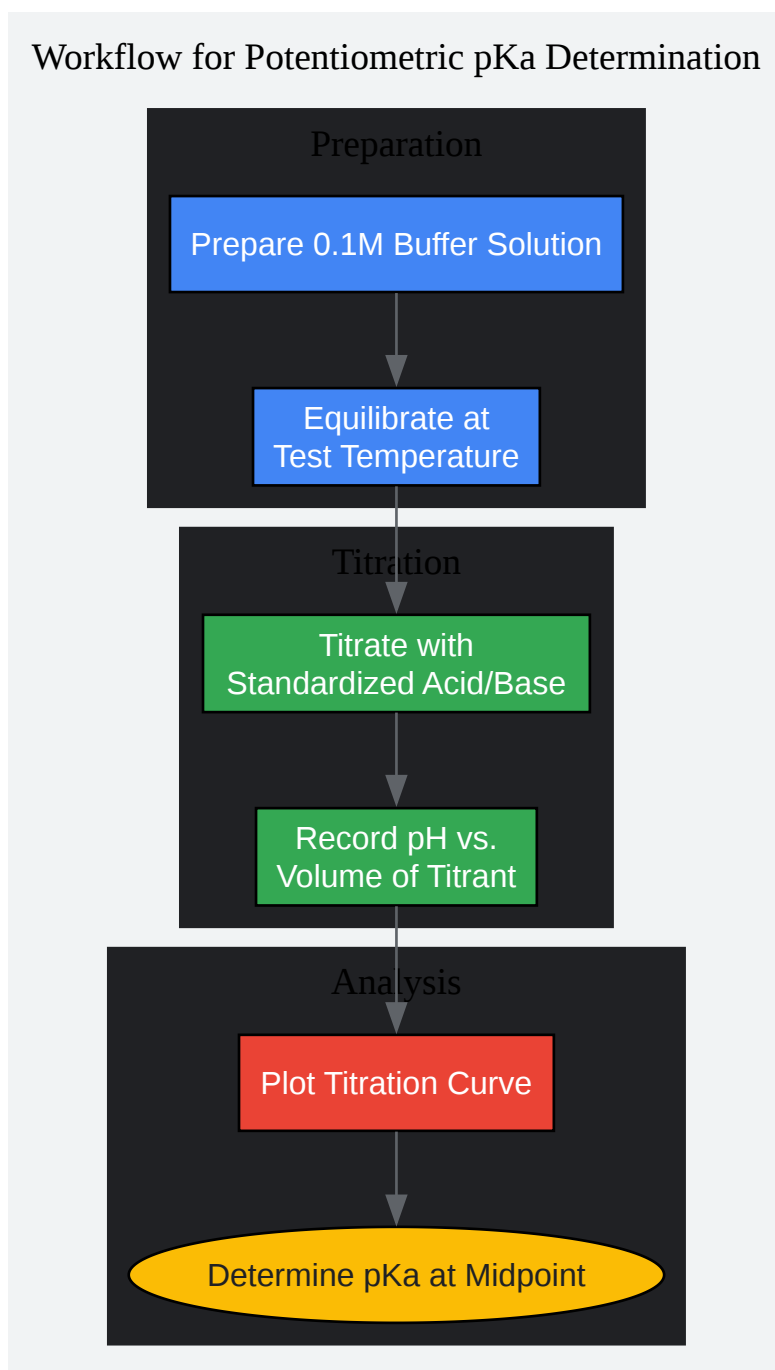 Workflow for Potentiometric pKa Determination
Preparation
Prepare 0.1M Buffer Solution
Equilibrate at
Test Temperature
Titration
Titrate with
Standardized Acid/Base
Record pH vs.
Volume of Titrant
Analysis
Plot Titration Curve
Determine pKa at Midpoint